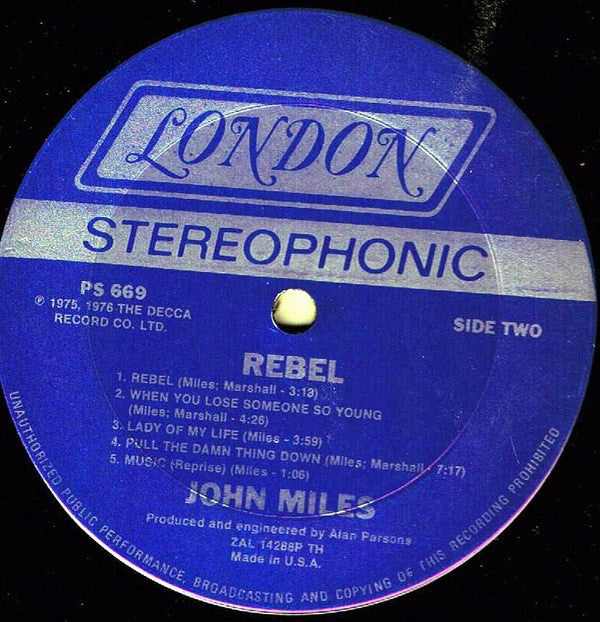 LONDON
STEREOPHONIC
PS 669
℗ 1975, 1976 THE DECCA
RECORD CO. LTD.
SIDE TWO
REBEL
1. REBEL (Miles; Marshall - 3:13)
2. WHEN YOU LOSE SOMEONE SO YOUNG
(Miles; Marshall - 4:26)
3. LADY OF MY LIFE (Miles - 3:59)
4. PULL THE DAMN THING DOWN (Miles; Marshall - 7:17)
5. MUSIC (Reprise) (Miles - 1:06)
JOHN MILES
Produced and engineered by Alan Parsons
ZAL 14288P TH
Made in U.S.A.
UNAUTHORIZED PUBLIC PERFORMANCE, BROADCASTING AND COPYING OF THIS RECORDING PROHIBITED